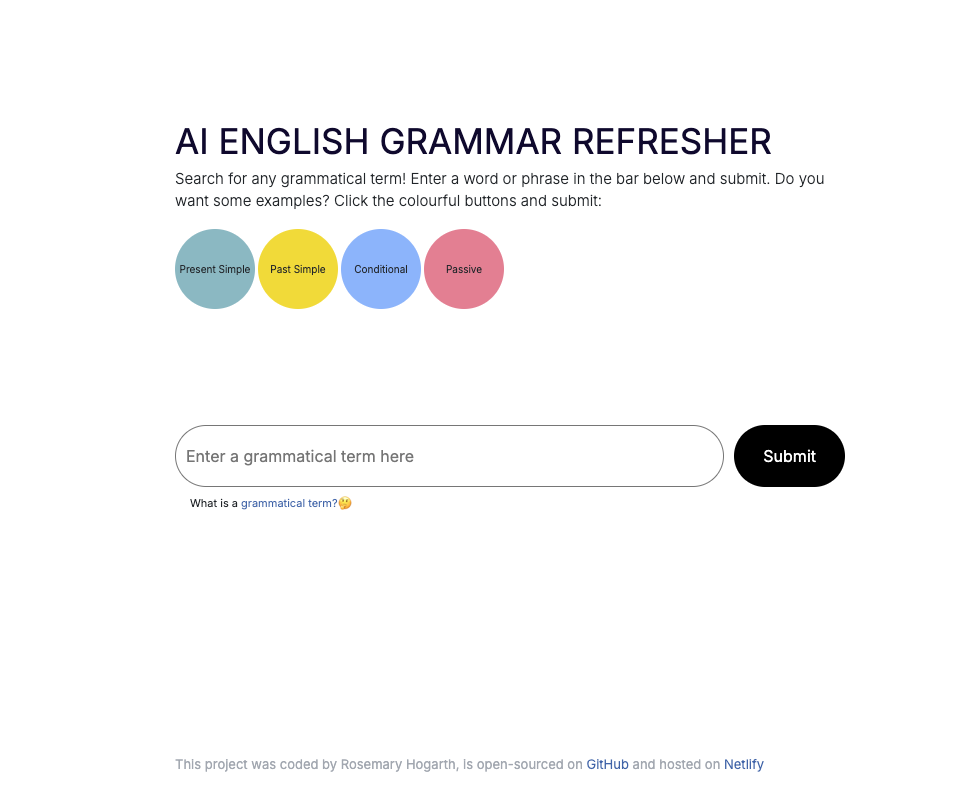 AI ENGLISH GRAMMAR REFRESHER
Search for any grammatical term! Enter a word or phrase in the bar below and submit. Do you
want some examples? Click the colourful buttons and submit:
Present Simple
Past Simple
Conditional
Passive
Enter a grammatical term here
Submit
What is a grammatical term?🤔
This project was coded by Rosemary Hogarth, is open-sourced on GitHub and hosted on Netlify